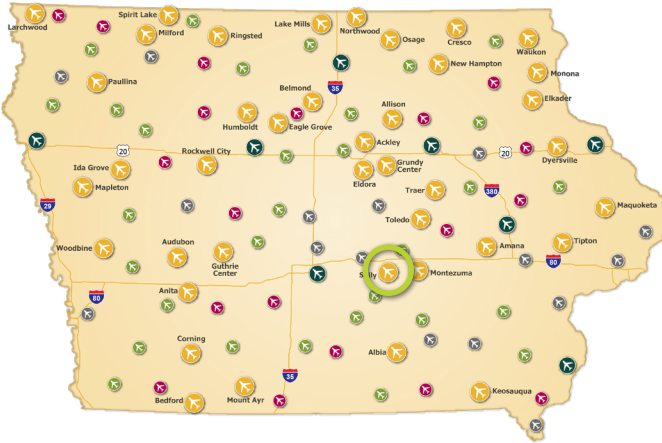 Larchwood
Spirit Lake
Milford
Ringsted
Lake Mills
Northwood
Osage
Cresco
Waukon
New Hampton
Monona
Paullina
Belmond
35
Elkader
Humboldt
Eagle Grove
Allison
Ackley
20
20
Rockwell City
Dyersville
Ida Grove
Grundy
Center
Eldora
Mapleton
Traer
380
29
Maquoketa
Toledo
Woodbine
Audubon
Guthrie
Center
Amana
Tipton
80
Sully
Montezuma
80
Anita
Corning
Albia
35
Bedford
Mount Ayr
Keosauqua